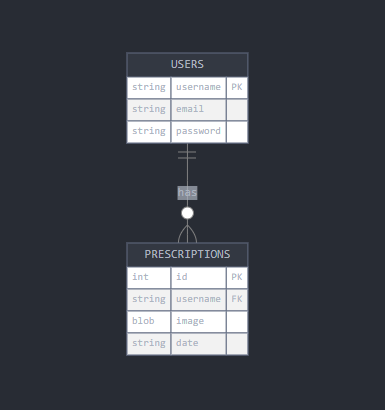 USERS
string username PK
string email
string password
has
PRESCRIPTIONS
int id PK
string username FK
blob image
string date